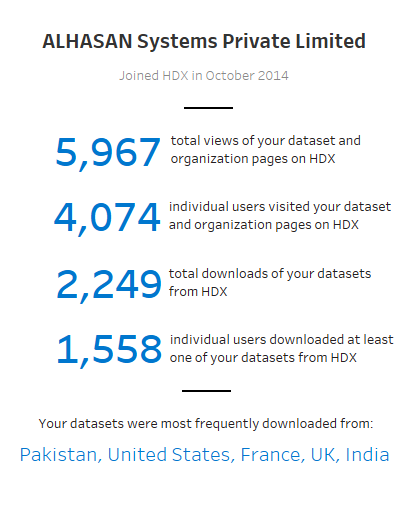 ALHASAN Systems Private Limited
Joined HDX in October 2014
5,967 total views of your dataset and
organization pages on HDX
4,074 individual users visited your dataset
and organization pages on HDX
2,249 total downloads of your datasets
from HDX
1,558 individual users downloaded at least
one of your datasets from HDX
Your datasets were most frequently downloaded from:
Pakistan, United States, France, UK, India